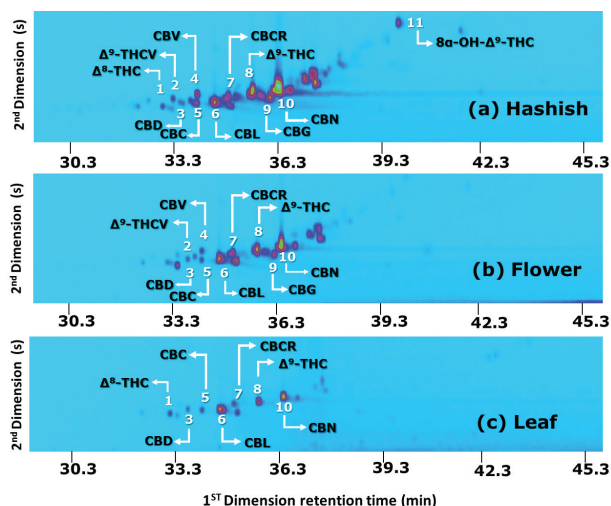 11
CBV
CBCR
8α-OH-Δ⁹-THC
Δ⁹-THCV
Δ⁹-THC
Δ⁸-THC
1 2 4 7 8
3 5 6 9 10
CBD
CBC
CBL
CBG
CBN
(a) Hashish
2nd Dimension (s)
30.3 33.3 36.3 39.3 42.3 45.3
CBV
CBCR
Δ⁹-THCV
Δ⁹-THC
2 4 7 8
3 5 6 9 10
CBD
CBC
CBL
CBG
CBN
(b) Flower
2nd Dimension (s)
30.3 33.3 36.3 39.3 42.3 45.3
CBC
CBCR
Δ⁸-THC
Δ⁹-THC
1 5 7 8
3 6 10
CBD
CBL
CBN
(c) Leaf
2nd Dimension (s)
30.3 33.3 36.3 39.3 42.3 45.3
1ST Dimension retention time (min)